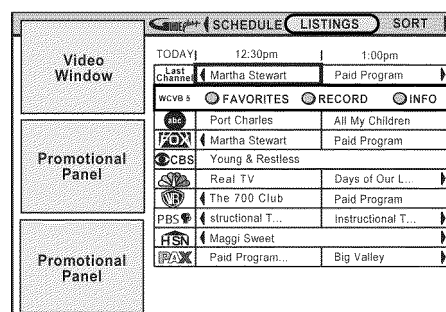 GUIDE Plus+ SCHEDULE LISTINGS SORT
Video
Window
TODAY 12:30pm 1:00pm
Last
Channel Martha Stewart Paid Program
WCVB 5 FAVORITES RECORD INFO
abc Port Charles All My Children
FOX Martha Stewart Paid Program
CBS Young & Restless
Real TV Days of Our L...
WB The 700 Club Paid Program
PBS structional T... Instructional T...
HSN Maggi Sweet
PAX Paid Program... Big Valley
Promotional
Panel
Promotional
Panel